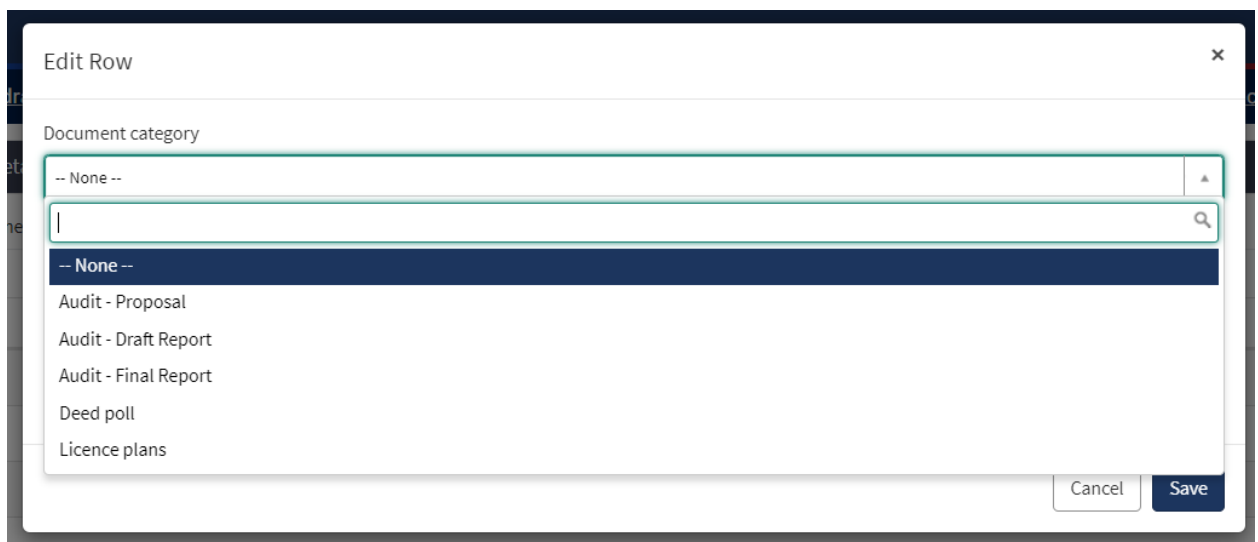 Edit Row
×
Document category
-- None --
-- None --
Audit - Proposal
Audit - Draft Report
Audit - Final Report
Deed poll
Licence plans
Cancel Save